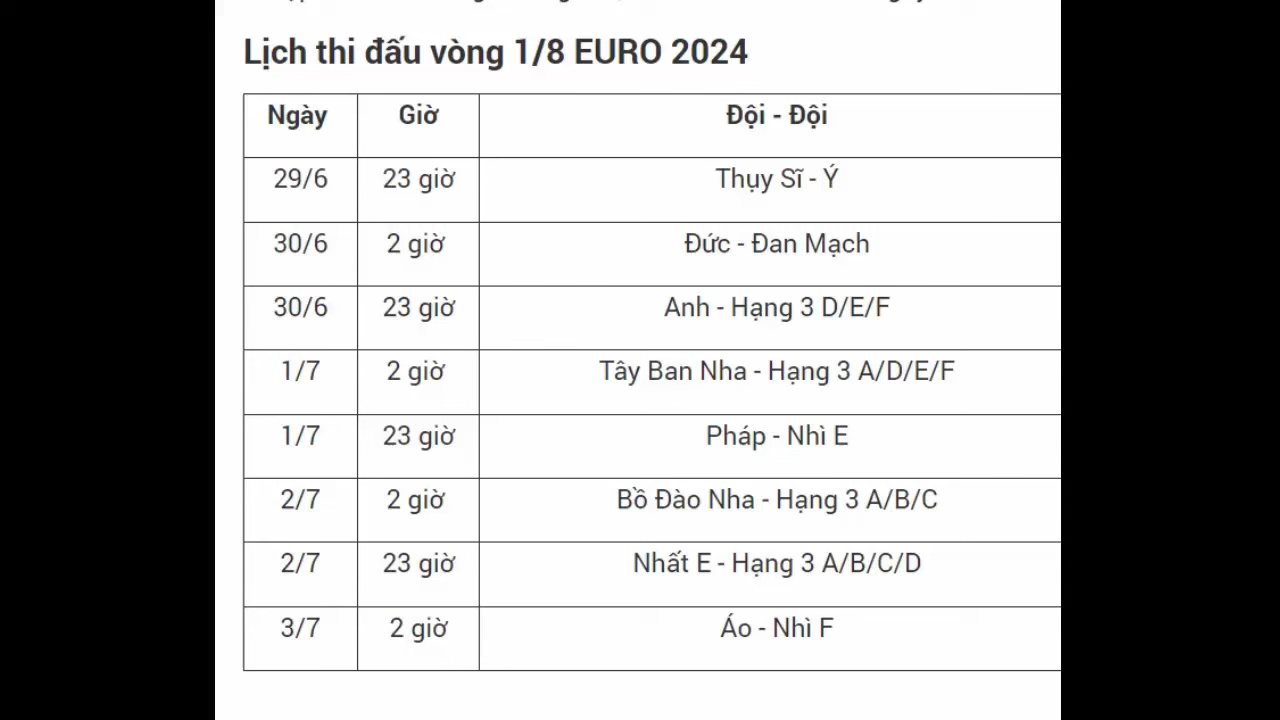 Lịch thi đấu vòng 1/8 EURO 2024
Ngày Giờ Đội - Đội
29/6 23 giờ Thụy Sĩ - Ý
30/6 2 giờ Đức - Đan Mạch
30/6 23 giờ Anh - Hạng 3 D/E/F
1/7 2 giờ Tây Ban Nha - Hạng 3 A/D/E/F
1/7 23 giờ Pháp - Nhì E
2/7 2 giờ Bồ Đào Nha - Hạng 3 A/B/C
2/7 23 giờ Nhất E - Hạng 3 A/B/C/D
3/7 2 giờ Áo - Nhì F